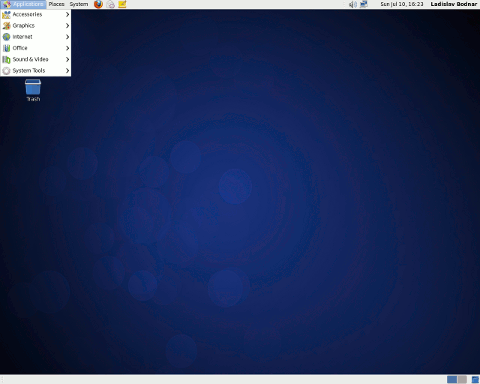 Applications Places System Sun Jul 10, 16:23 Ladislav Bodnar
Accessories
Graphics
Internet
Office
Sound & Video
System Tools
Trash